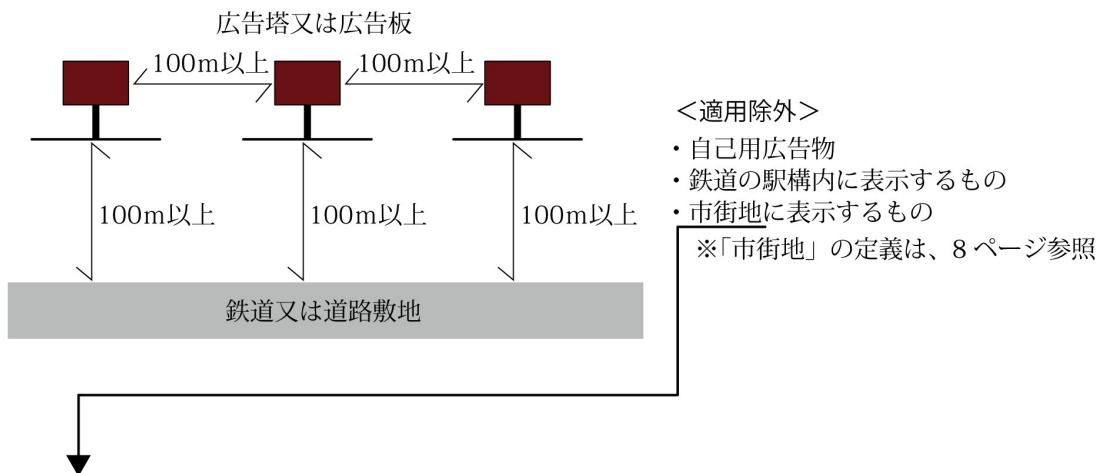 広告塔又は広告板
100m以上
100m以上
100m以上
100m以上
100m以上
鉄道又は道路敷地
＜適用除外＞
・自己用広告物
・鉄道の駅構内に表示するもの
・市街地に表示するもの
※「市街地」の定義は、8ページ参照